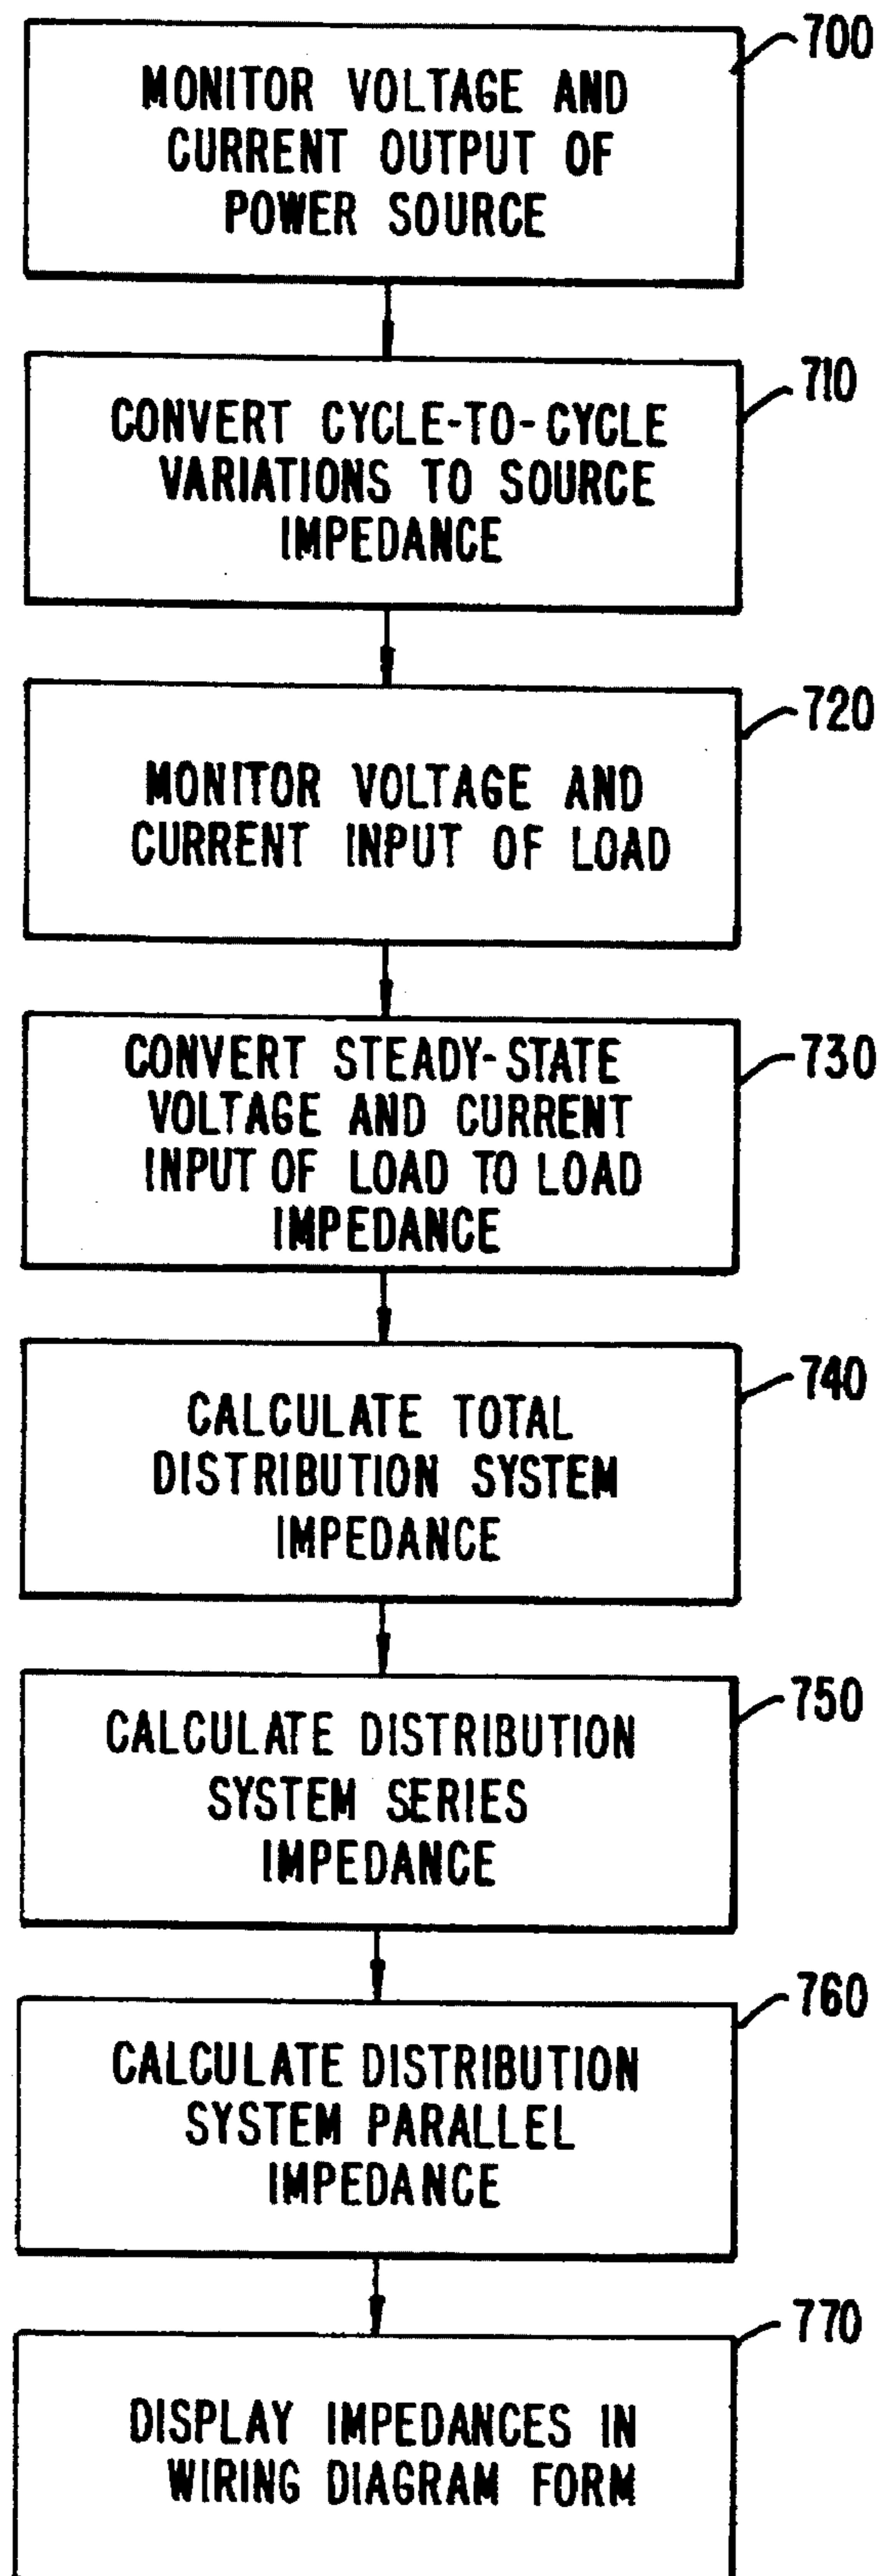 700
MONITOR VOLTAGE AND
CURRENT OUTPUT OF
POWER SOURCE
710
CONVERT CYCLE-TO-CYCLE
VARIATIONS TO SOURCE
IMPEDANCE
720
MONITOR VOLTAGE AND
CURRENT INPUT OF LOAD
730
CONVERT STEADY-STATE
VOLTAGE AND CURRENT
INPUT OF LOAD TO LOAD
IMPEDANCE
740
CALCULATE TOTAL
DISTRIBUTION SYSTEM
IMPEDANCE
750
CALCULATE DISTRIBUTION
SYSTEM SERIES
IMPEDANCE
760
CALCULATE DISTRIBUTION
SYSTEM PARALLEL
IMPEDANCE
770
DISPLAY IMPEDANCES IN
WIRING DIAGRAM FORM